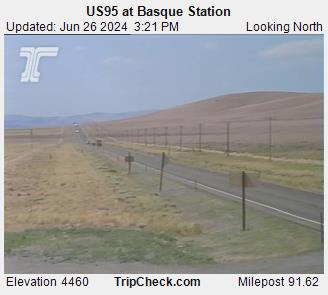 US95 at Basque Station
Updated: Jun 26 2024 3:21 PM Looking North
Elevation 4460 TripCheck.com Milepost 91.62